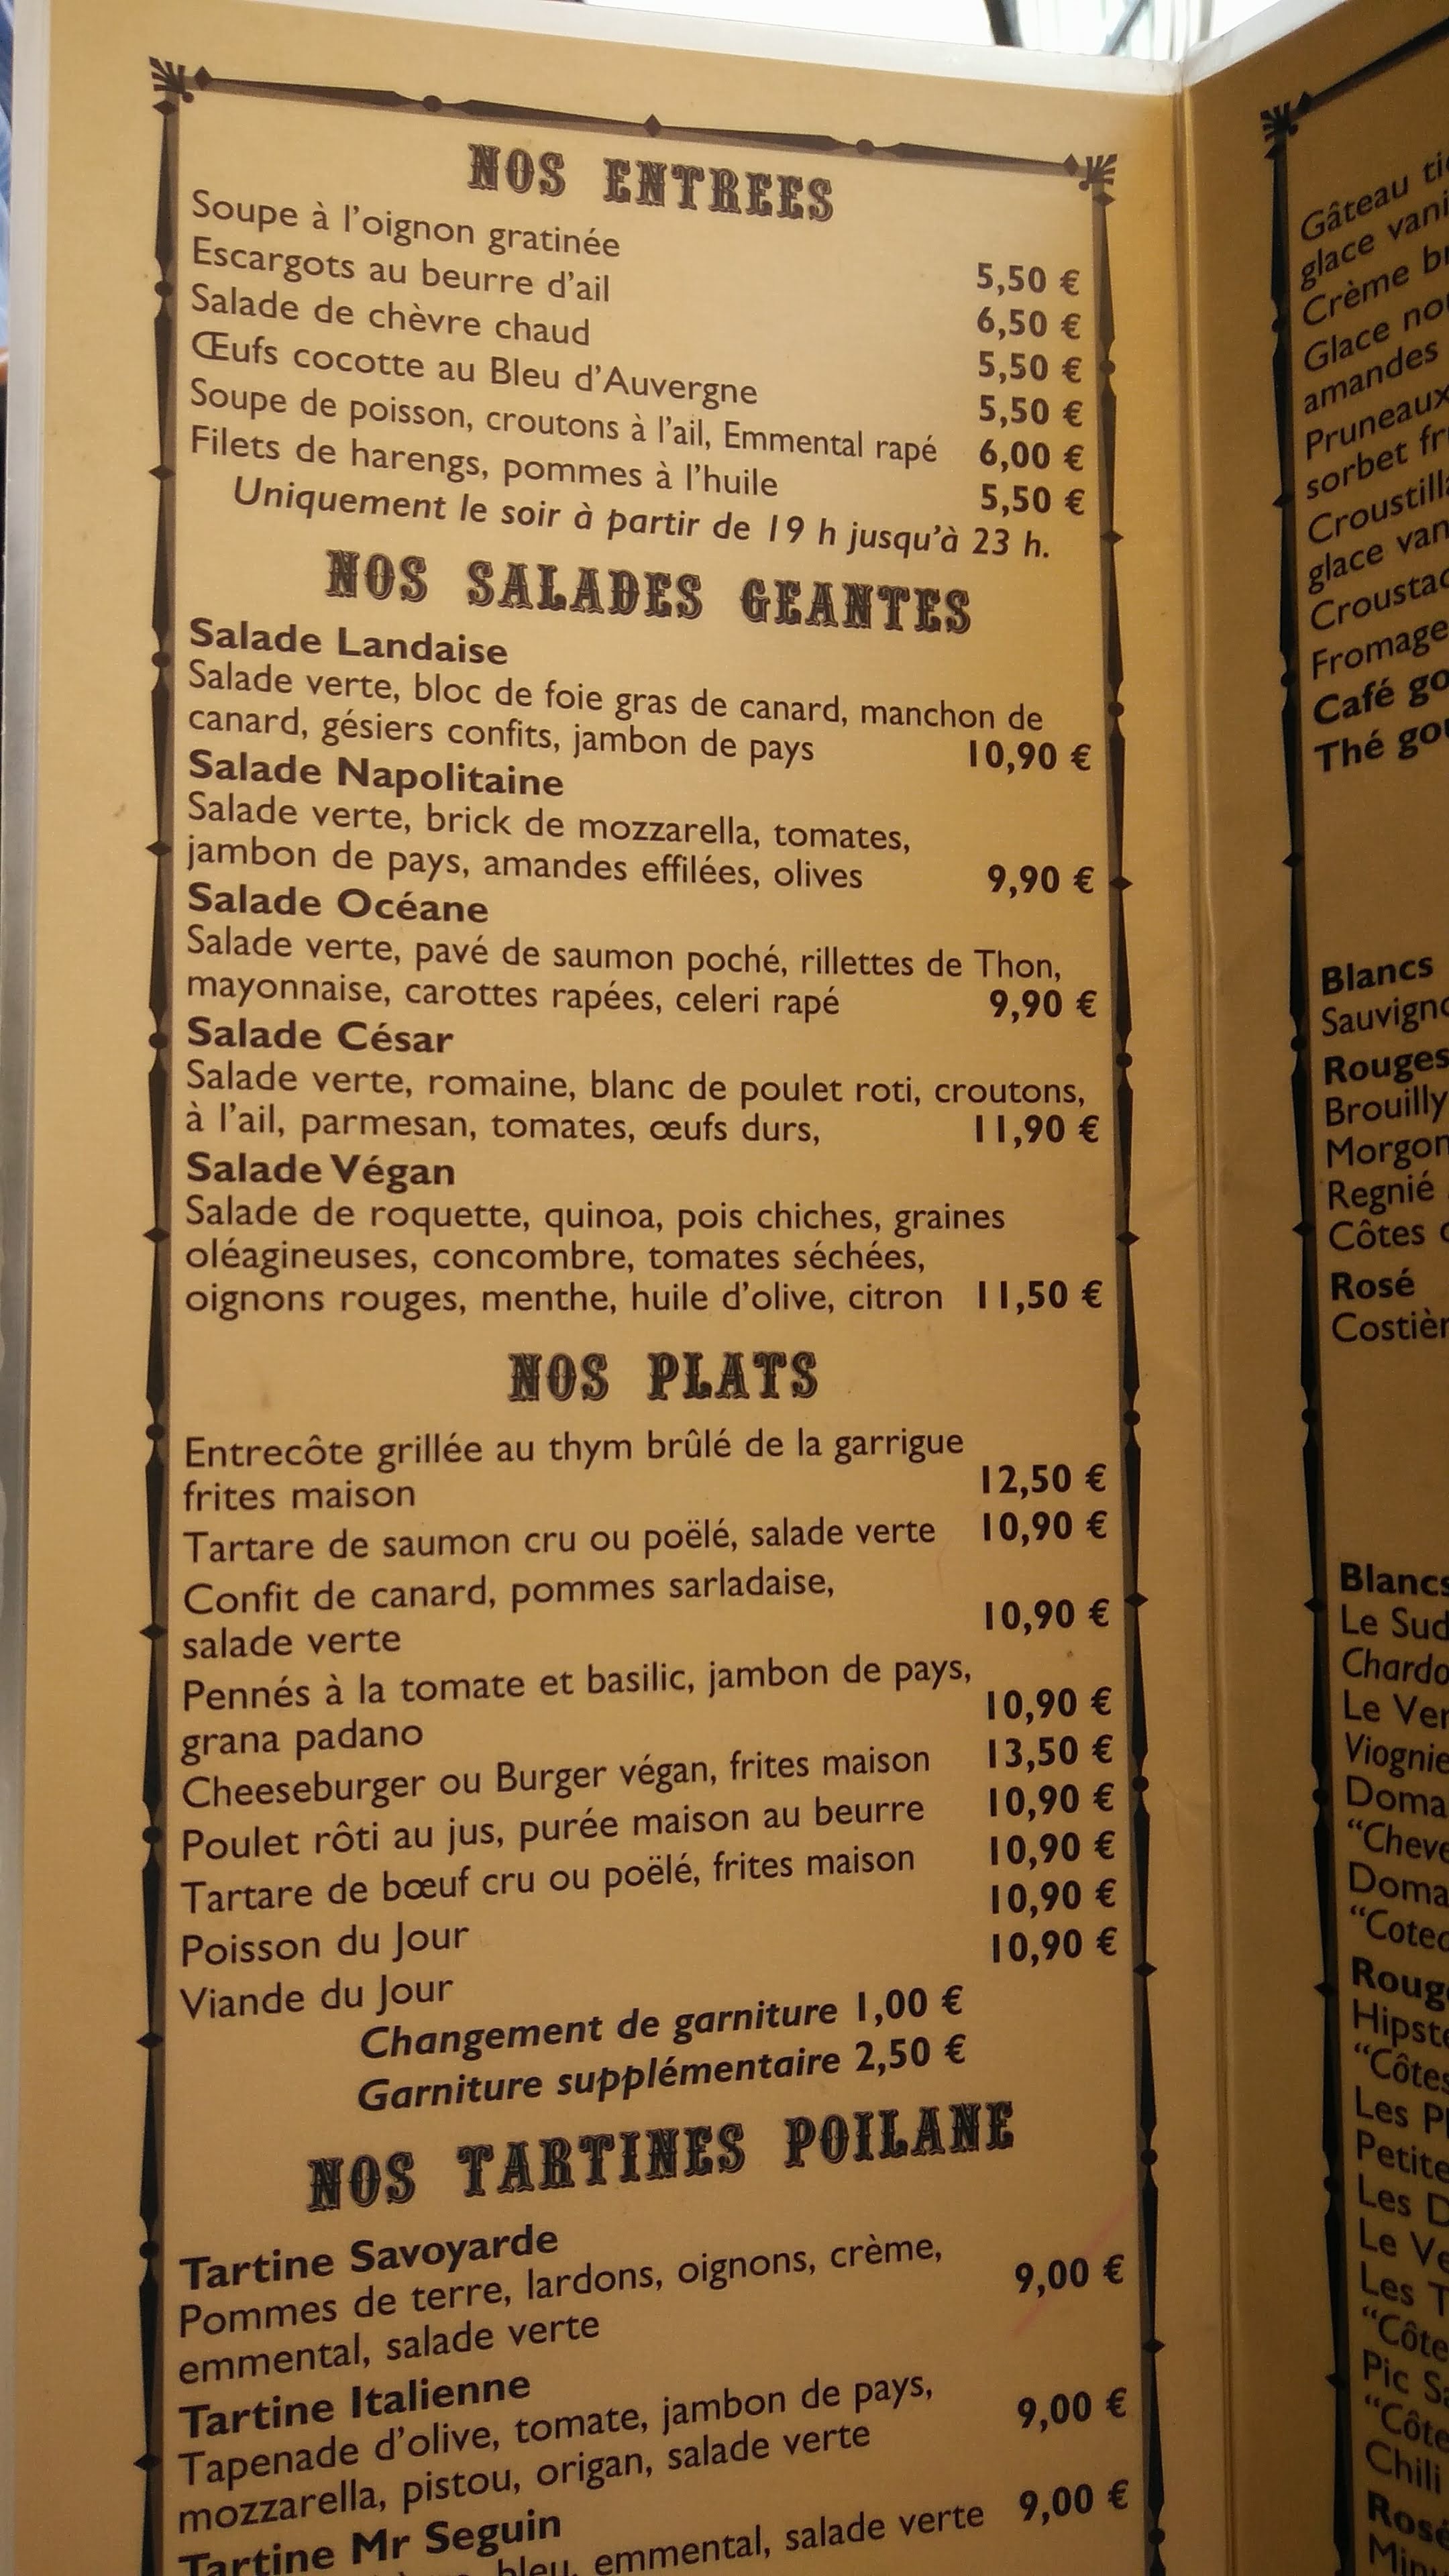 NOS ENTREES
Soupe à l'oignon gratinée 5,50 €
Escargots au beurre d'ail 6,50 €
Salade de chèvre chaud 5,50 €
Œufs cocotte au Bleu d'Auvergne 5,50 €
Soupe de poisson, croutons à l'ail, Emmental rapé 6,00 €
Filets de harengs, pommes à l'huile 5,50 €
Uniquement le soir à partir de 19 h jusqu'à 23 h.
NOS SALADES GEANTES
Salade Landaise
Salade verte, bloc de foie gras de canard, manchon de
canard, gésiers confits, jambon de pays 10,90 €
Salade Napolitaine
Salade verte, brick de mozzarella, tomates,
jambon de pays, amandes effilées, olives 9,90 €
Salade Océane
Salade verte, pavé de saumon poché, rillettes de Thon,
mayonnaise, carottes rapées, celeri rapé 9,90 €
Salade César
Salade verte, romaine, blanc de poulet roti, croutons,
à l'ail, parmesan, tomates, œufs durs, 11,90 €
Salade Végan
Salade de roquette, quinoa, pois chiches, graines
oléagineuses, concombre, tomates séchées,
oignons rouges, menthe, huile d'olive, citron 11,50 €
NOS PLATS
Entrecôte grillée au thym brûlé de la garrigue
frites maison 12,50 €
Tartare de saumon cru ou poëlé, salade verte 10,90 €
Confit de canard, pommes sarladaise,
salade verte 10,90 €
Pennés à la tomate et basilic, jambon de pays,
grana padano 10,90 €
Cheeseburger ou Burger végan, frites maison 13,50 €
Poulet rôti au jus, purée maison au beurre 10,90 €
Tartare de bœuf cru ou poëlé, frites maison 10,90 €
Poisson du Jour 10,90 €
Viande du Jour 10,90 €
Changement de garniture 1,00 €
Garniture supplémentaire 2,50 €
NOS TARTINES POILANE
Tartine Savoyarde
Pommes de terre, lardons, oignons, crème,
emmental, salade verte 9,00 €
Tartine Italienne
Tapenade d'olive, tomate, jambon de pays,
mozzarella, pistou, origan, salade verte 9,00 €
Tartine Mr Seguin
bleu, emmental, salade verte 9,00 €
Gâteau
glace
Crème
Glace
amandes
Pruneaux
sorbet
glace
Fromage
Café
Thé
Blancs
Rouges
Brouilly
Morgon
Regnié
Côtes
Rosé
Blancs
Le Sud
Le
Les
Petite
Les
Le
Les
Pic
Chili